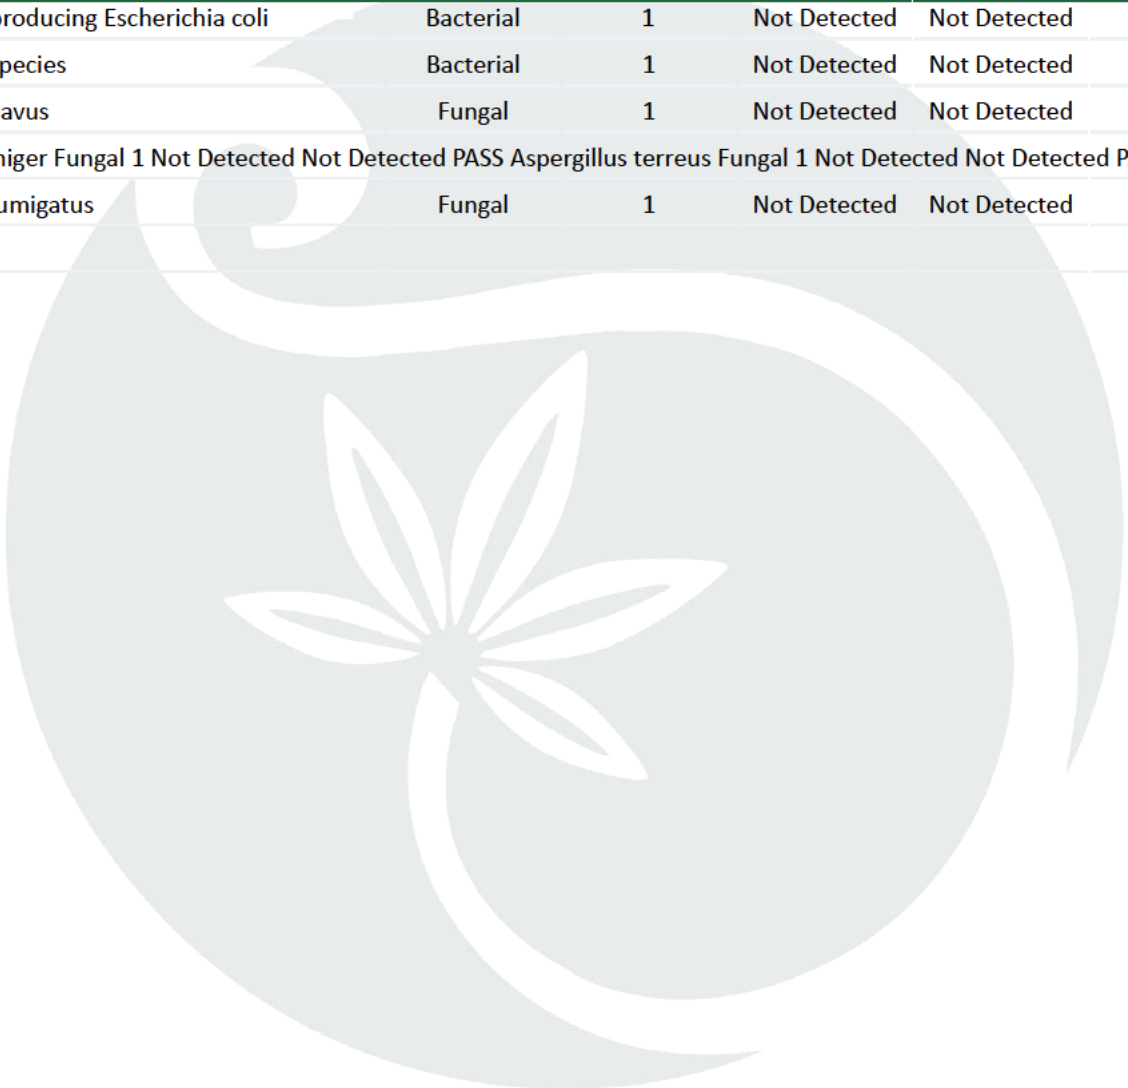 producing Escherichia coli Bacterial 1 Not Detected Not Detected
pecies Bacterial 1 Not Detected Not Detected
avus Fungal 1 Not Detected Not Detected
niger Fungal 1 Not Detected Not Detected PASS Aspergillus terreus Fungal 1 Not Detected Not Detected P
umigatus Fungal 1 Not Detected Not Detected